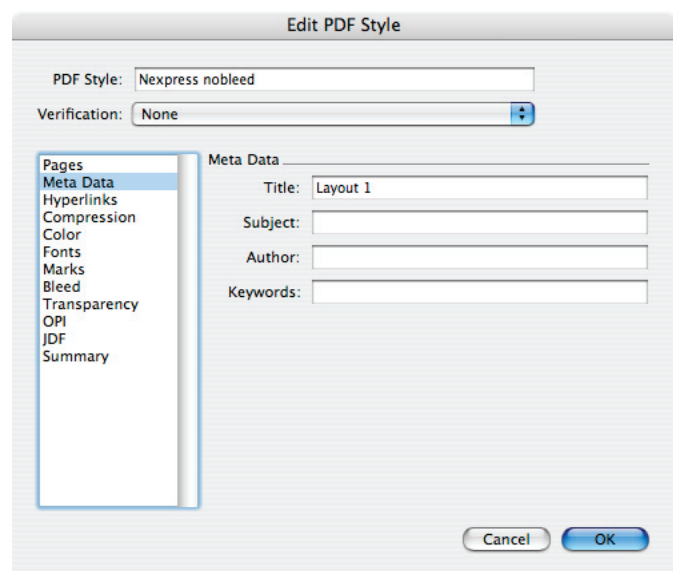 Edit PDF Style
PDF Style: Nexpress nobleed
Verification: None
Pages
Meta Data
Hyperlinks
Compression
Color
Fonts
Marks
Bleed
Transparency
OPI
JDF
Summary
Meta Data
Title: Layout 1
Subject:
Author:
Keywords:
Cancel OK